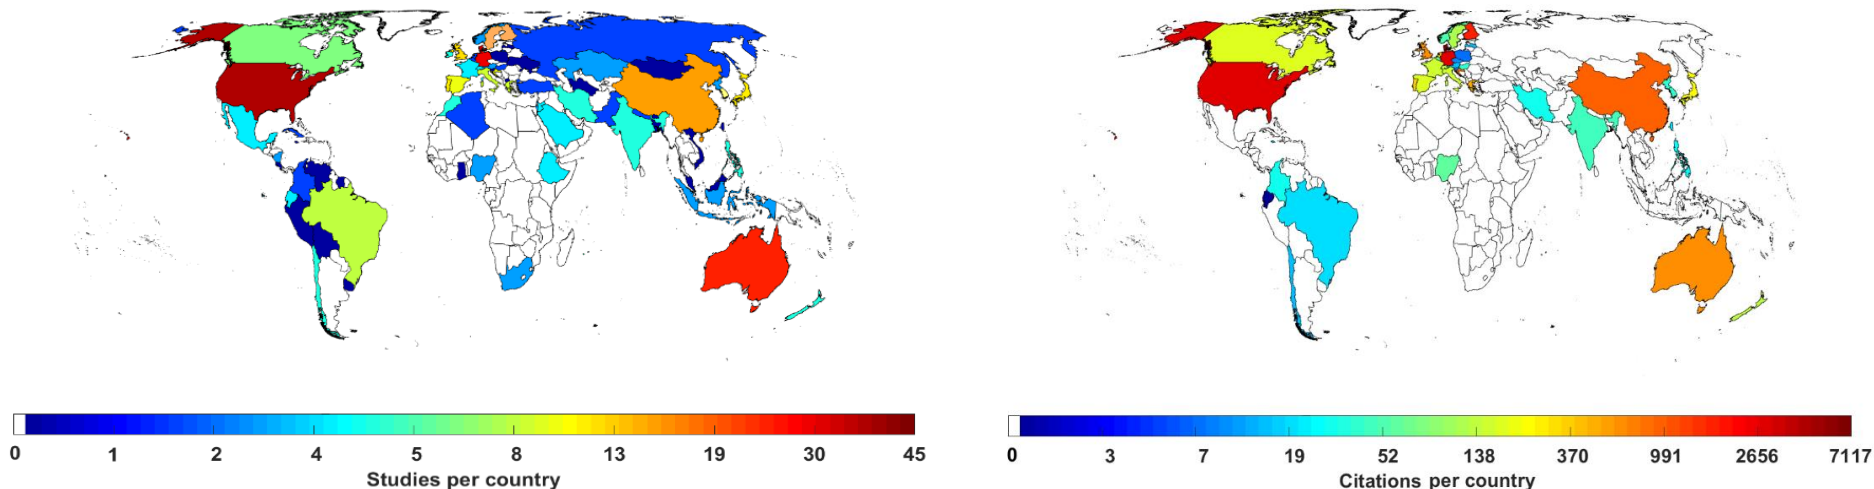 0 1 2 4 5 8 13 19 30 45
Studies per country
0 3 7 19 52 138 370 991 2656 7117
Citations per country